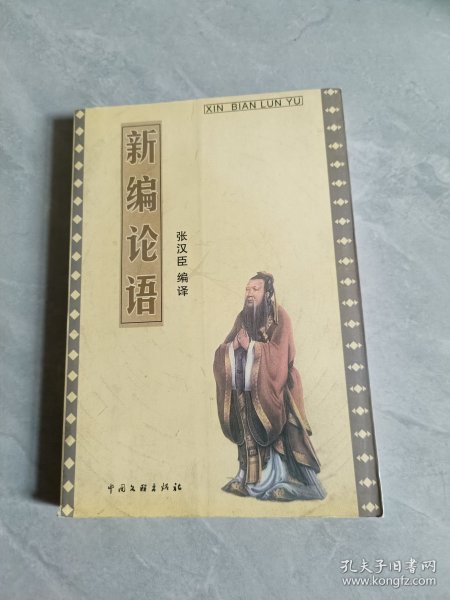 XIN BIAN LUN YU
新编论语
张汉臣 编译
中国文联出版社
孔夫子旧书网
www.kongfz.com